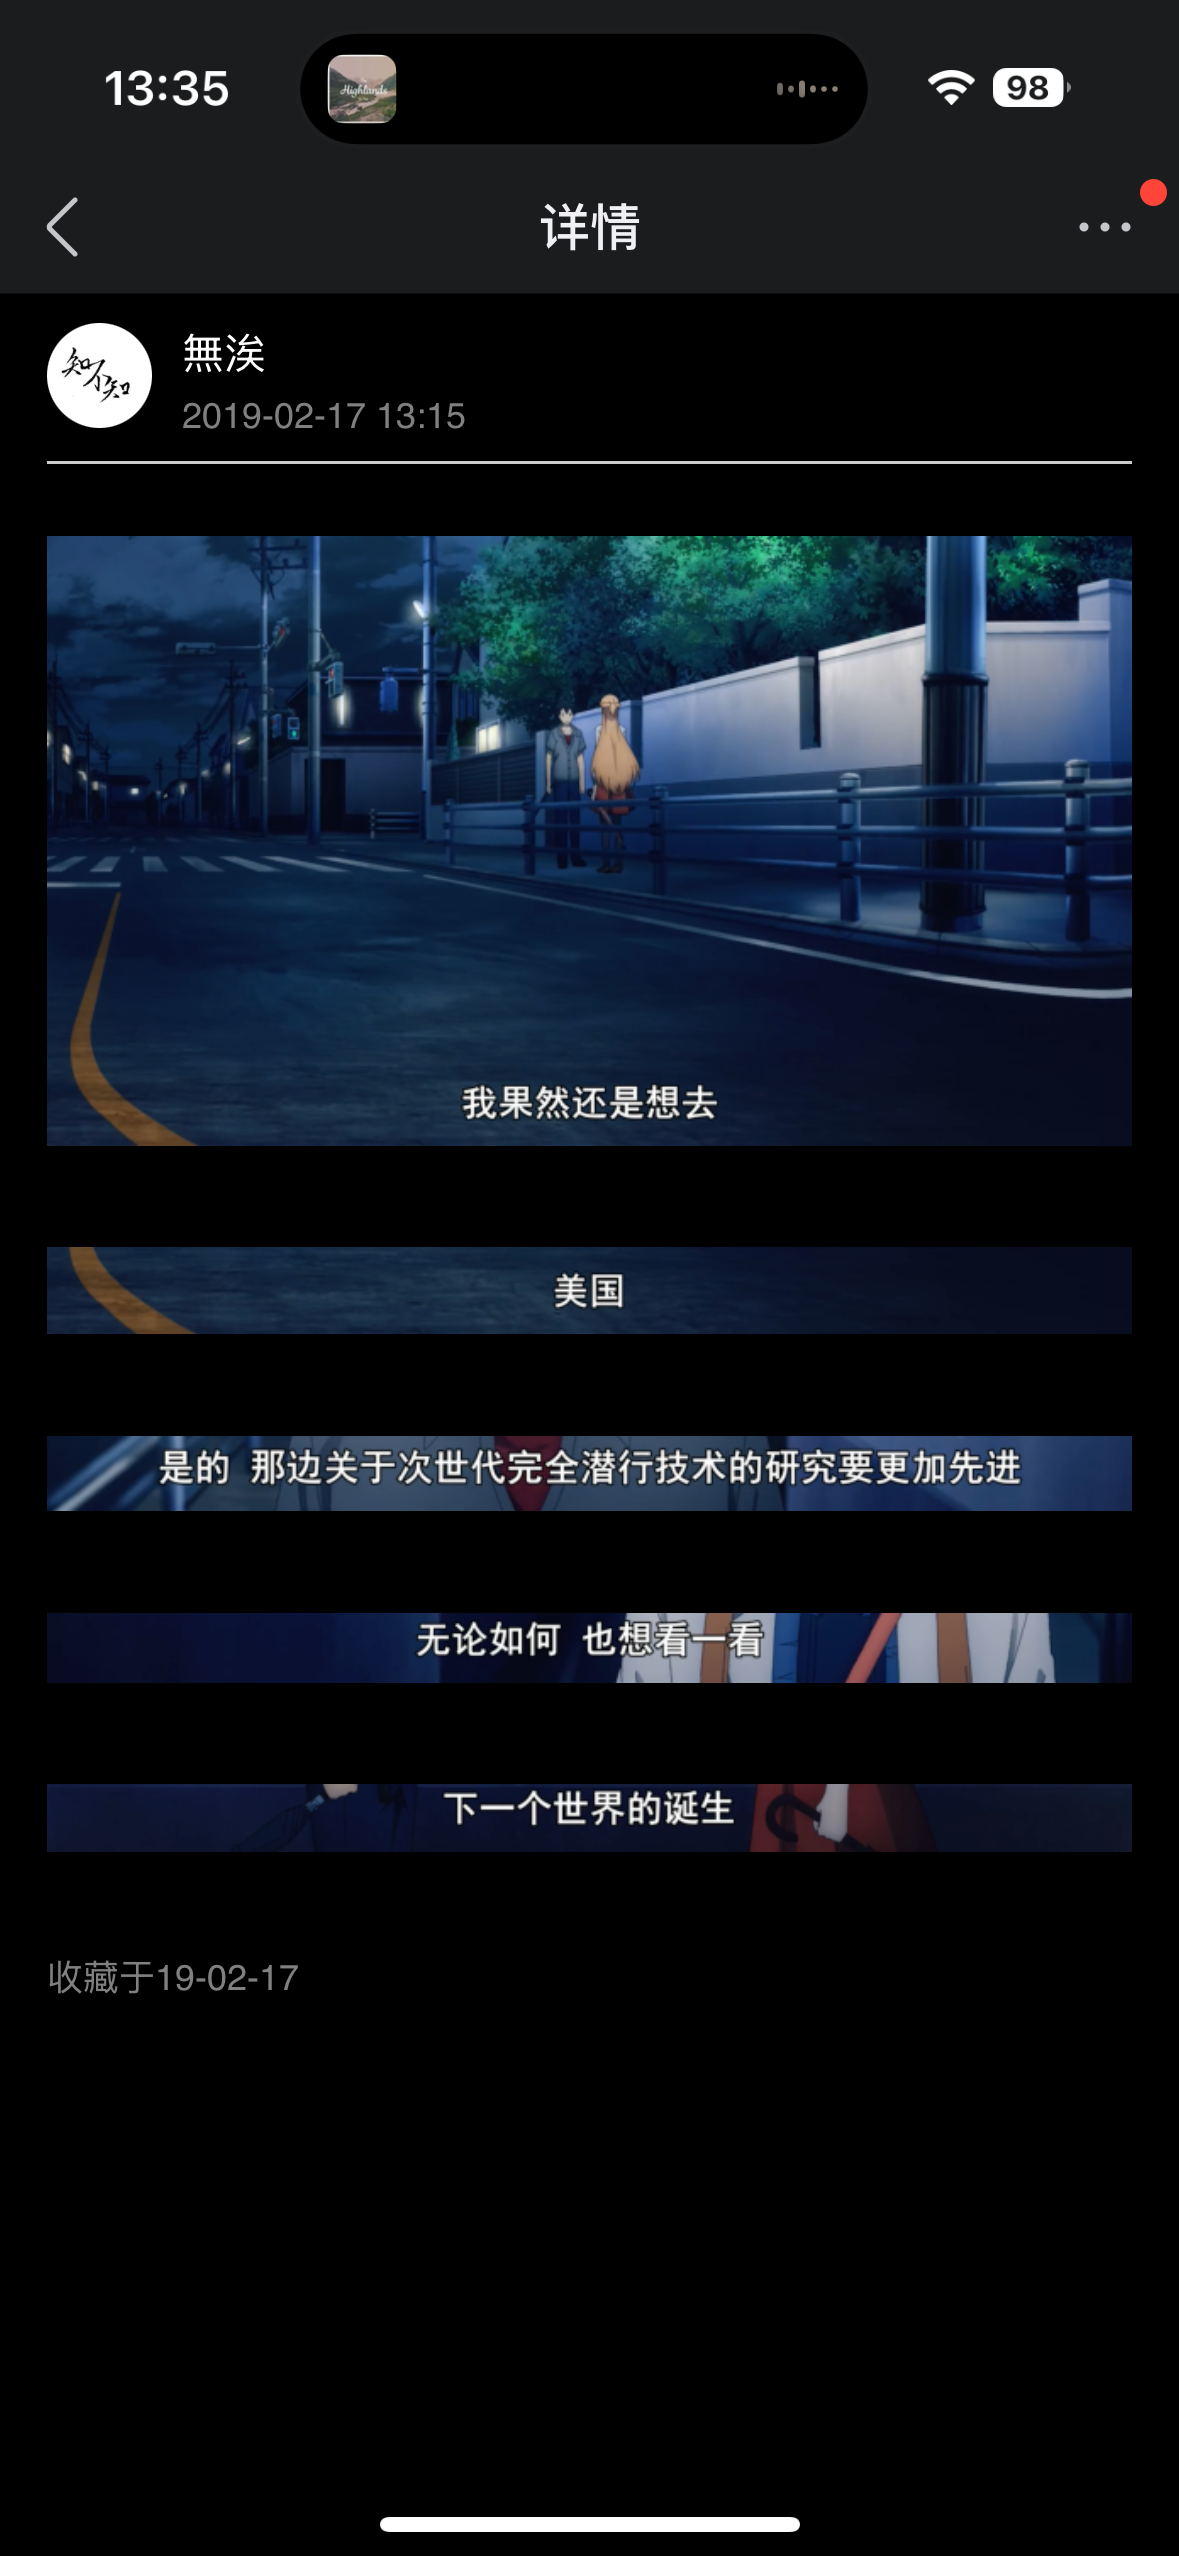 13:35
Highlands
98
详情
知不知
無涘
2019-02-17 13:15
我果然还是想去
美国
是的 那边关于次世代完全潜行技术的研究要更加先进
无论如何 也想看一看
下一个世界的诞生
收藏于19-02-17